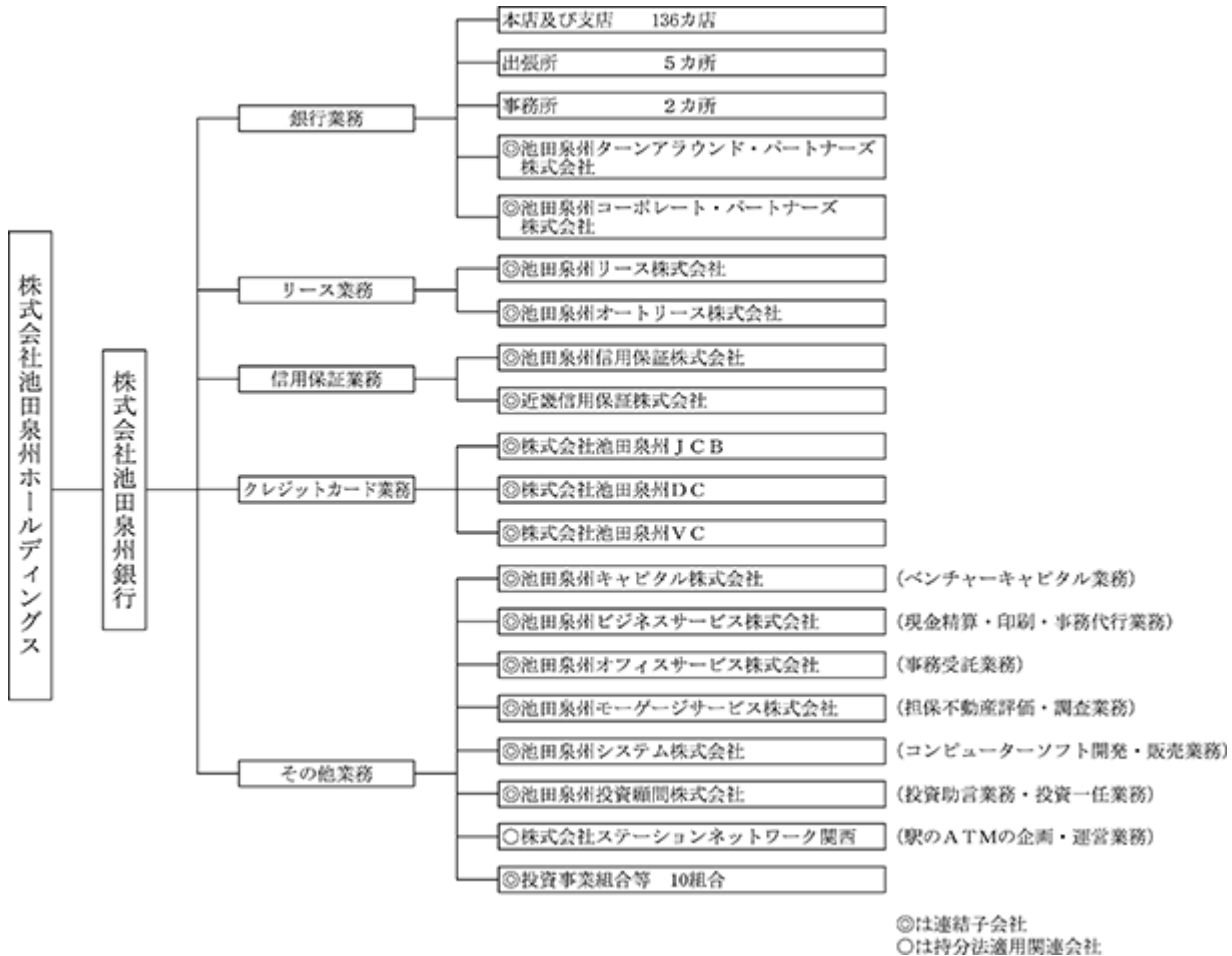 株式会社池田泉州ホールディングス
株式会社池田泉州銀行
銀行業務
本店及び支店 136カ店
出張所 5カ所
事務所 2カ所
◎池田泉州ターンアラウンド・パートナーズ
株式会社
◎池田泉州コーポレート・パートナーズ
株式会社
リース業務
◎池田泉州リース株式会社
◎池田泉州オートリース株式会社
信用保証業務
◎池田泉州信用保証株式会社
◎近畿信用保証株式会社
クレジットカード業務
◎株式会社池田泉州JCB
◎株式会社池田泉州DC
◎株式会社池田泉州VC
その他業務
◎池田泉州キャピタル株式会社 (ベンチャーキャピタル業務)
◎池田泉州ビジネスサービス株式会社 (現金精算・印刷・事務代行業務)
◎池田泉州オフィスサービス株式会社 (事務受託業務)
◎池田泉州モーゲージサービス株式会社 (担保不動産評価・調査業務)
◎池田泉州システム株式会社 (コンピューターソフト開発・販売業務)
◎池田泉州投資顧問株式会社 (投資助言業務・投資一任業務)
○株式会社ステーションネットワーク関西 (駅のATMの企画・運営業務)
◎投資事業組合等 10組合
◎は連結子会社
○は持分法適用関連会社